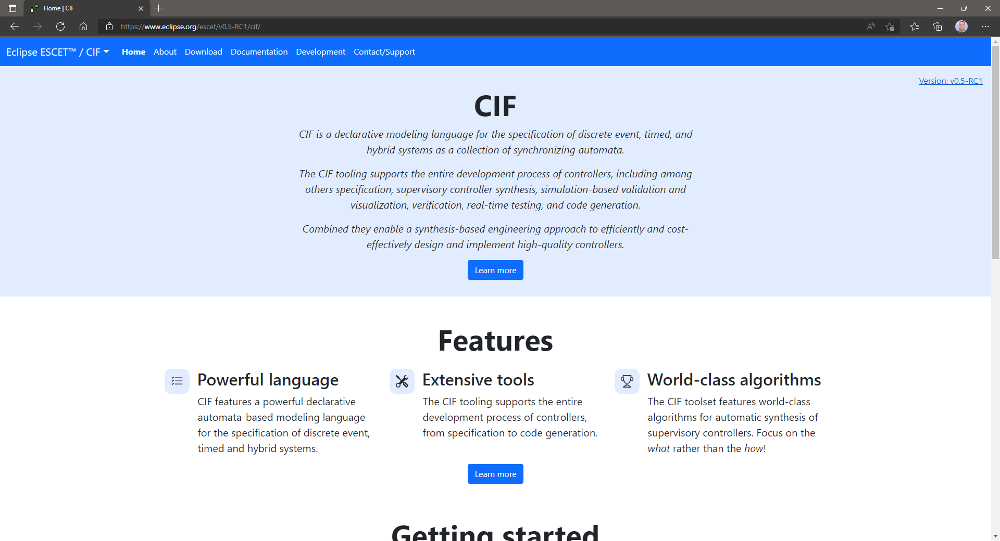 Home | CIF
https://www.eclipse.org/escet/v0.5-RC1/cif/
Eclipse ESCET™ / CIF Home About Download Documentation Development Contact/Support
Version: v0.5-RC1
CIF
CIF is a declarative modeling language for the specification of discrete event, timed, and
hybrid systems as a collection of synchronizing automata.
The CIF tooling supports the entire development process of controllers, including among
others specification, supervisory controller synthesis, simulation-based validation and
visualization, verification, real-time testing, and code generation.
Combined they enable a synthesis-based engineering approach to efficiently and cost-
effectively design and implement high-quality controllers.
Learn more
Features
Powerful language
CIF features a powerful declarative
automata-based modeling language
for the specification of discrete event,
timed and hybrid systems.
Extensive tools
The CIF tooling supports the entire
development process of controllers,
from specification to code generation.
World-class algorithms
The CIF toolset features world-class
algorithms for automatic synthesis of
supervisory controllers. Focus on the
what rather than the how!
Learn more
Getting started